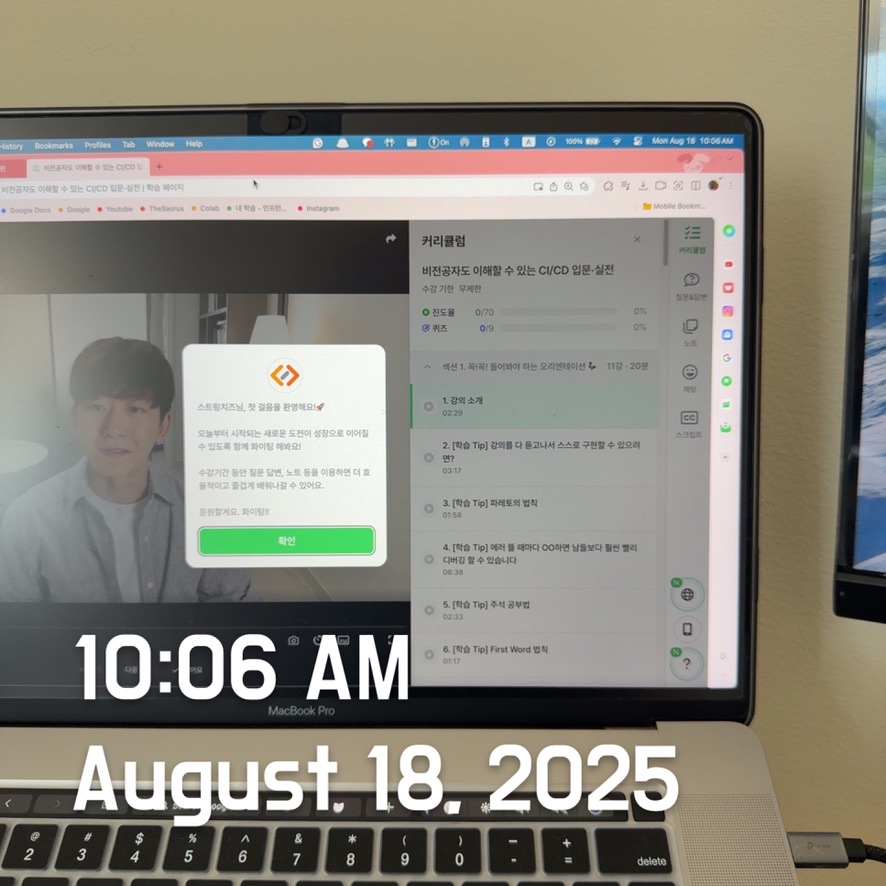 History Bookmarks Profiles Tab Window Help
On
A
100%
Mon Aug 18 10:06 AM
비전공자도 이해할 수 있는 CI/CD 입
비전공자도 이해할 수 있는 CI/CD 입문·실전 | 학습 페이지
Google Docs Google Youtube TheSaurus Colab 내 학습 - 인프런... Instagram
Mobile Bookm...
커리큘럼
비전공자도 이해할 수 있는 CI/CD 입문·실전
수강 기한 무제한
진도율 0/70 0%
퀴즈 0/9 0%
섹션 1. 꼭!꼭! 들어봐야 하는 오리엔테이션 11강 · 20분
1. 강의 소개
02:29
2. [학습 Tip] 강의를 다 듣고나서 스스로 구현할 수 있으려
면?
03:17
3. [학습 Tip] 파레토의 법칙
01:58
4. [학습 Tip] 에러 뜰 때마다 OO하면 남들보다 훨씬 빨리
디버깅 할 수 있습니다
06:38
5. [학습 Tip] 주석 공부법
02:33
6. [학습 Tip] First Word 법칙
01:17
커리큘럼
질문&답변
노트
채팅
스크립트
스트링치즈님, 첫 걸음을 환영해요!🚀
오늘부터 시작되는 새로운 도전이 성장으로 이어질
수 있도록 함께 화이팅 해봐요!
수강기간 동안 질문 답변, 노트 등을 이용하면 더 효
율적이고 즐겁게 배워나갈 수 있어요.
응원할게요. 화이팅!!
확인
10:06 AM
MacBook Pro
August 18, 2025
@ # $ % ^ & * ( ) – +
2 3 4 5 6 7 8 9 0 - = delete